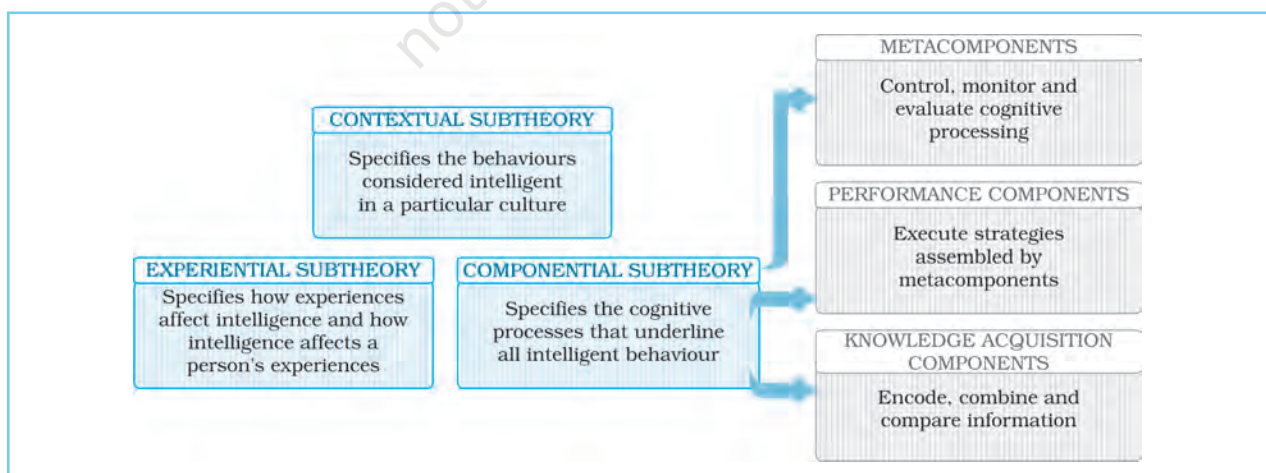 not
METACOMPONENTS
Control, monitor and
evaluate cognitive
processing
CONTEXTUAL SUBTHEORY
Specifies the behaviours
considered intelligent
in a particular culture
PERFORMANCE COMPONENTS
Execute strategies
assembled by
metacomponents
EXPERIENTIAL SUBTHEORY
Specifies how experiences
affect intelligence and how
intelligence affects a
person's experiences
COMPONENTIAL SUBTHEORY
Specifies the cognitive
processes that underline
all intelligent behaviour
KNOWLEDGE ACQUISITION
COMPONENTS
Encode, combine and
compare information